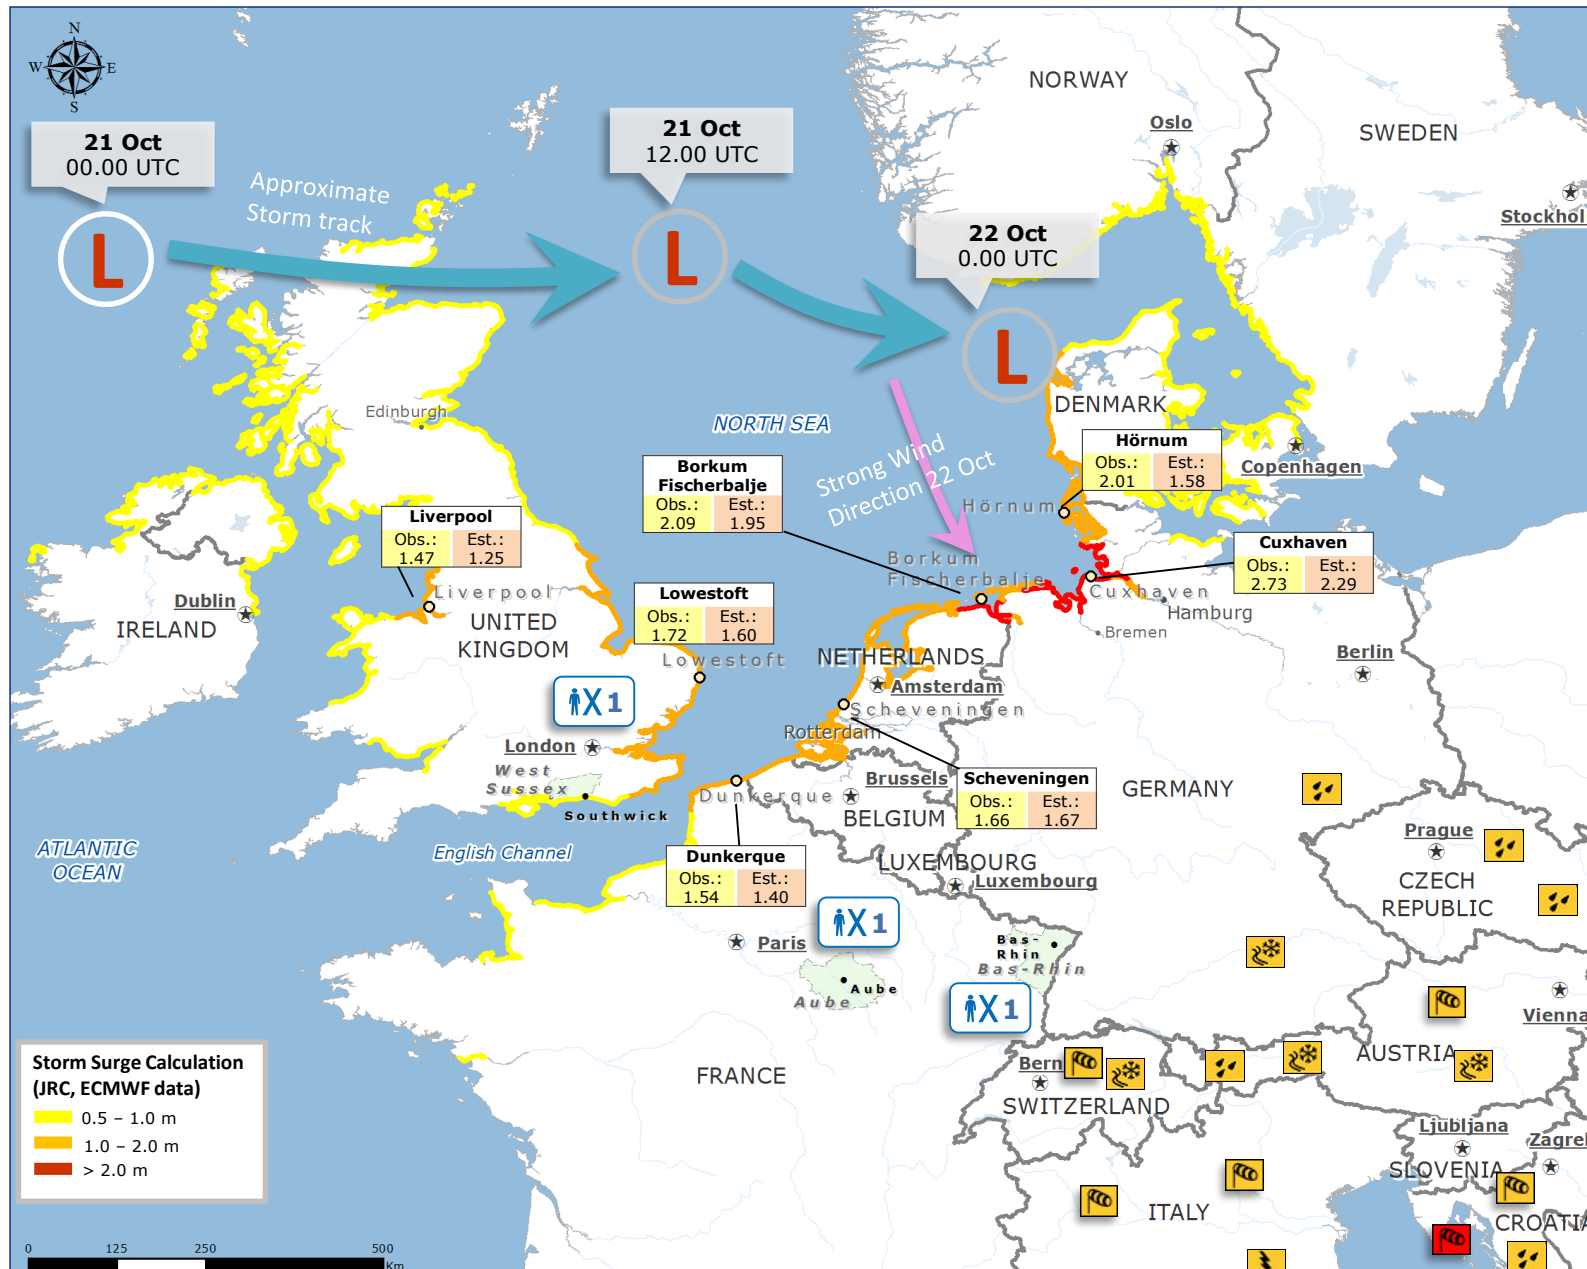 N
W
E
S
21 Oct
00.00 UTC
Approximate
Storm track
21 Oct
12.00 UTC
22 Oct
0.00 UTC
L
L
L
NORWAY
Oslo
SWEDEN
Stockhol
Edinburgh
NORTH SEA
DENMARK
Copenhagen
Strong Wind
Direction 22 Oct
Borkum
Fischerbalje
Obs.:
2.09
Est.:
1.95
Hörnum
Obs.:
2.01
Est.:
1.58
Hörnum
Liverpool
Obs.:
1.47
Est.:
1.25
Liverpool
Borkum
Fischerbalje
Cuxhaven
Obs.:
2.73
Est.:
2.29
Cuxhaven
Hamburg
Bremen
Dublin
IRELAND
UNITED
KINGDOM
Lowestoft
Obs.:
1.72
Est.:
1.60
Lowestoft
NETHERLANDS
Amsterdam
Scheveningen
Rotterdam
Berlin
X 1
London
West
Sussex
Southwick
Dunkerque
Brussels
BELGIUM
Scheveningen
Obs.:
1.66
Est.:
1.67
GERMANY
ATLANTIC
OCEAN
English Channel
Dunkerque
Obs.:
1.54
Est.:
1.40
LUXEMBOURG
Luxembourg
Prague
CZECH
REPUBLIC
X 1
Paris
Aube
Aube
Bas-
Rhin
Bas-Rhin
X 1
Vienna
AUSTRIA
Bern
SWITZERLAND
FRANCE
Ljubljana
SLOVENIA
Zagreb
ITALY
CROATIA
Storm Surge Calculation
(JRC, ECMWF data)
0.5 – 1.0 m
1.0 – 2.0 m
> 2.0 m
0
125
250
500
Km